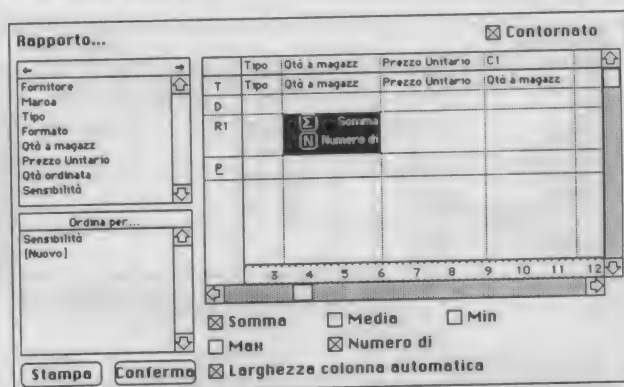 Rapporto...
Contornato
Fornitore
Marca
Tipo
Formato
Qtà a magazz
Prezzo Unitario
Qtà ordinata
Sensibilità
Ordina per...
Sensibilità
[Nuovo]
Stampa
Conferma
Tipo Qtà a magazz Prezzo Unitario C1
T Tipo Qtà a magazz Prezzo Unitario Qtà a magazz
D
R1 Σ Somma
N Numero di
P
3 4 5 6 7 8 9 10 11 12
Somma Media Min
Max Numero di
Larghezza colonna automatica